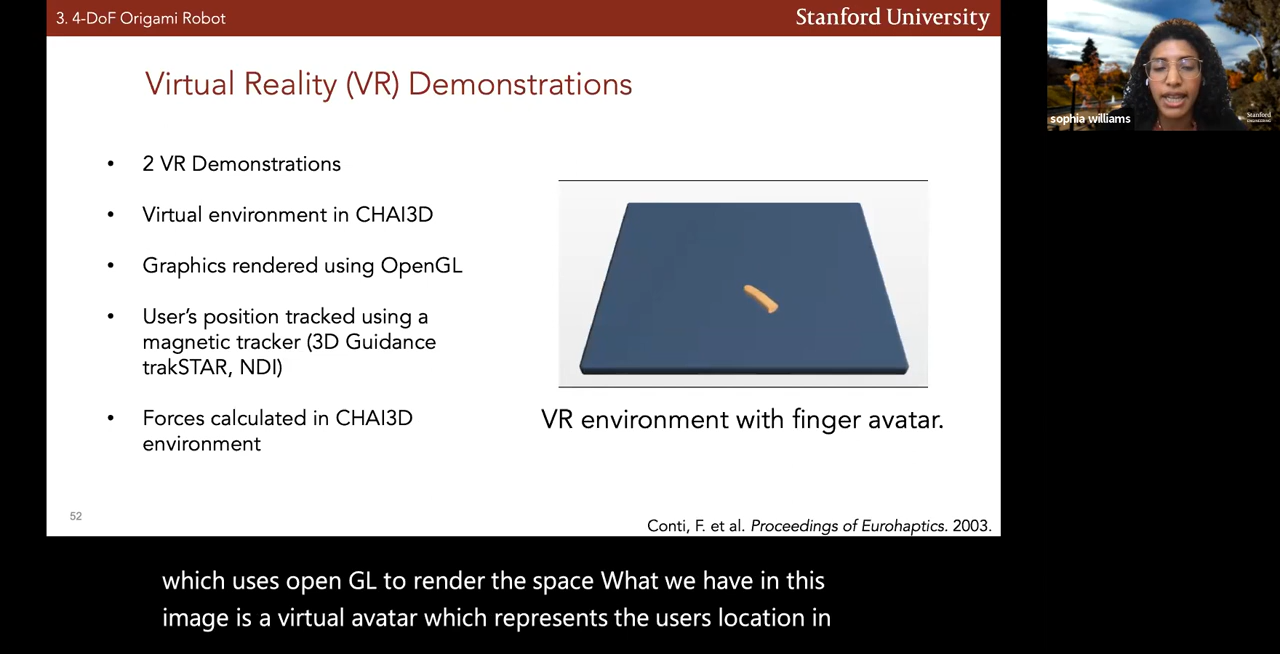 3. 4-DoF Origami Robot
Stanford University
Virtual Reality (VR) Demonstrations
• 2 VR Demonstrations
• Virtual environment in CHAI3D
• Graphics rendered using OpenGL
• User’s position tracked using a
magnetic tracker (3D Guidance
trakSTAR, NDI)
• Forces calculated in CHAI3D
environment
VR environment with finger avatar.
52
Conti, F. et al. Proceedings of Eurohaptics. 2003.
sophia williams
Stanford
ENGINEERING
which uses open GL to render the space What we have in this
image is a virtual avatar which represents the users location in